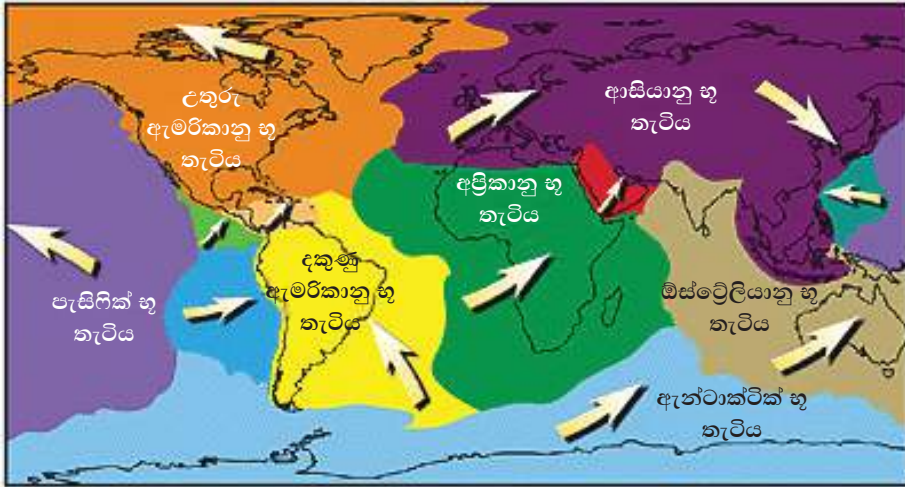 උතුරු
ඇමරිකානු භූ
තැටිය
ආසියානු භූ
තැටිය
අප්‍රිකානු භූ
තැටිය
දකුණු
ඇමරිකානු භූ
තැටිය
පැසිෆික් භූ
තැටිය
ඕස්ට්‍රේලියානු භූ
තැටිය
ඇන්ටාක්ටික් භූ
තැටිය